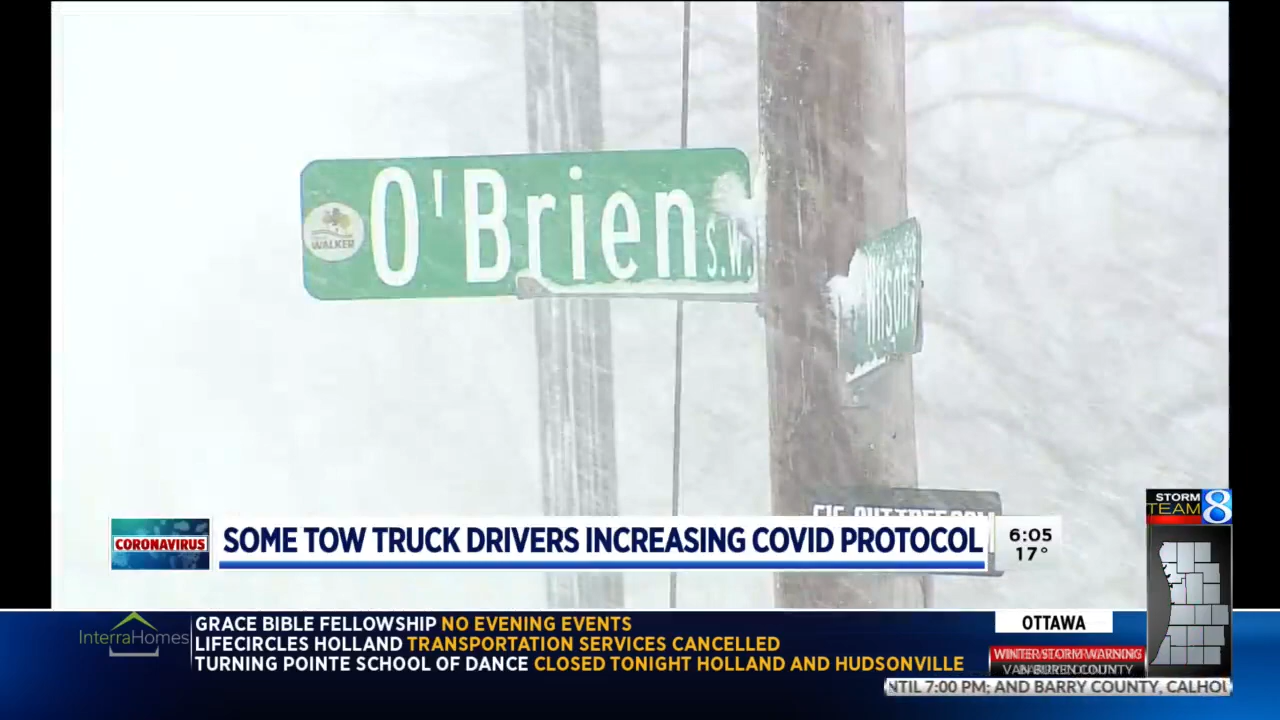 O'Brien S.W.
WALKER
Wilson
CORONAVIRUS
SOME TOW TRUCK DRIVERS INCREASING COVID PROTOCOL
6:05
17°
STORM
TEAM 8
InterraHomes
GRACE BIBLE FELLOWSHIP NO EVENING EVENTS
LIFECIRCLES HOLLAND TRANSPORTATION SERVICES CANCELLED
TURNING POINTE SCHOOL OF DANCE CLOSED TONIGHT HOLLAND AND HUDSONVILLE
OTTAWA
WINTER STORM WARNING
VAN BUREN COUNTY
NTIL 7:00 PM; AND BARRY COUNTY, CALHOU